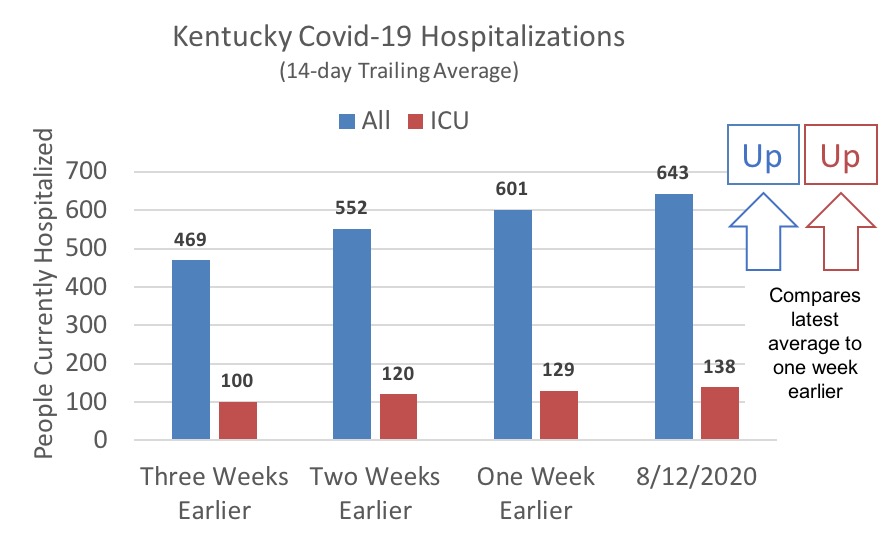 Kentucky Covid-19 Hospitalizations
(14-day Trailing Average)
All ICU
Up Up
Compares
latest
average to
one week
earlier
People Currently Hospitalized
700
600
500
400
300
200
100
0
469
100
552
120
601
129
643
138
Three Weeks
Earlier
Two Weeks
Earlier
One Week
Earlier
8/12/2020